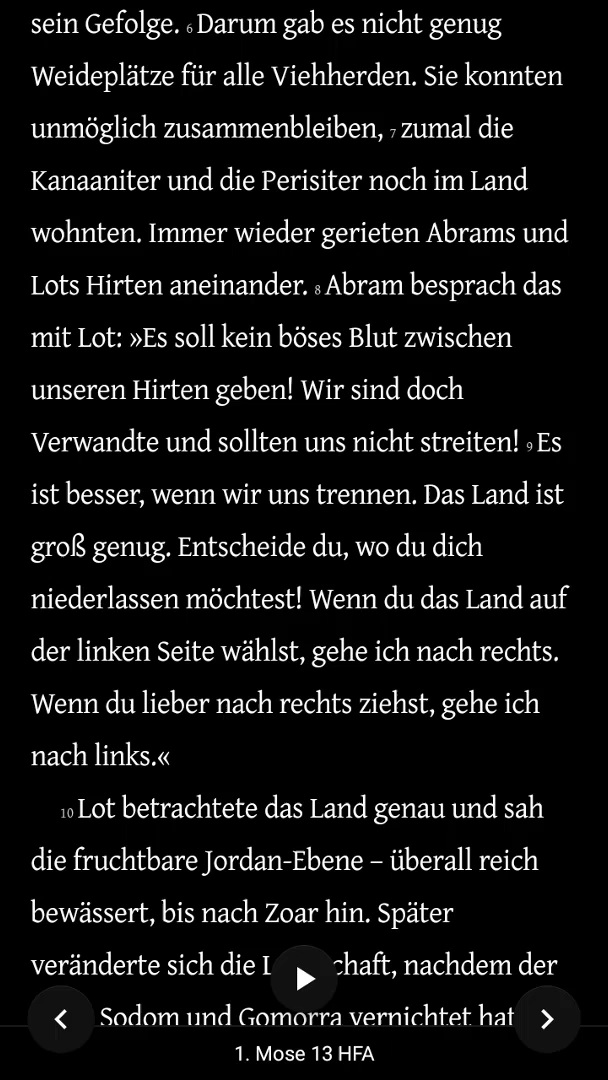 sein Gefolge. 6 Darum gab es nicht genug
Weideplätze für alle Viehherden. Sie konnten
unmöglich zusammenbleiben, 7 zumal die
Kanaaniter und die Perisiter noch im Land
wohnten. Immer wieder gerieten Abrams und
Lots Hirten aneinander. 8 Abram besprach das
mit Lot: »Es soll kein böses Blut zwischen
unseren Hirten geben! Wir sind doch
Verwandte und sollten uns nicht streiten! 9 Es
ist besser, wenn wir uns trennen. Das Land ist
groß genug. Entscheide du, wo du dich
niederlassen möchtest! Wenn du das Land auf
der linken Seite wählst, gehe ich nach rechts.
Wenn du lieber nach rechts ziehst, gehe ich
nach links.«
10 Lot betrachtete das Land genau und sah
die fruchtbare Jordan-Ebene – überall reich
bewässert, bis nach Zoar hin. Später
veränderte sich die nachdem der
Sodom und Gomorra vernichtet
1. Mose 13 HFA